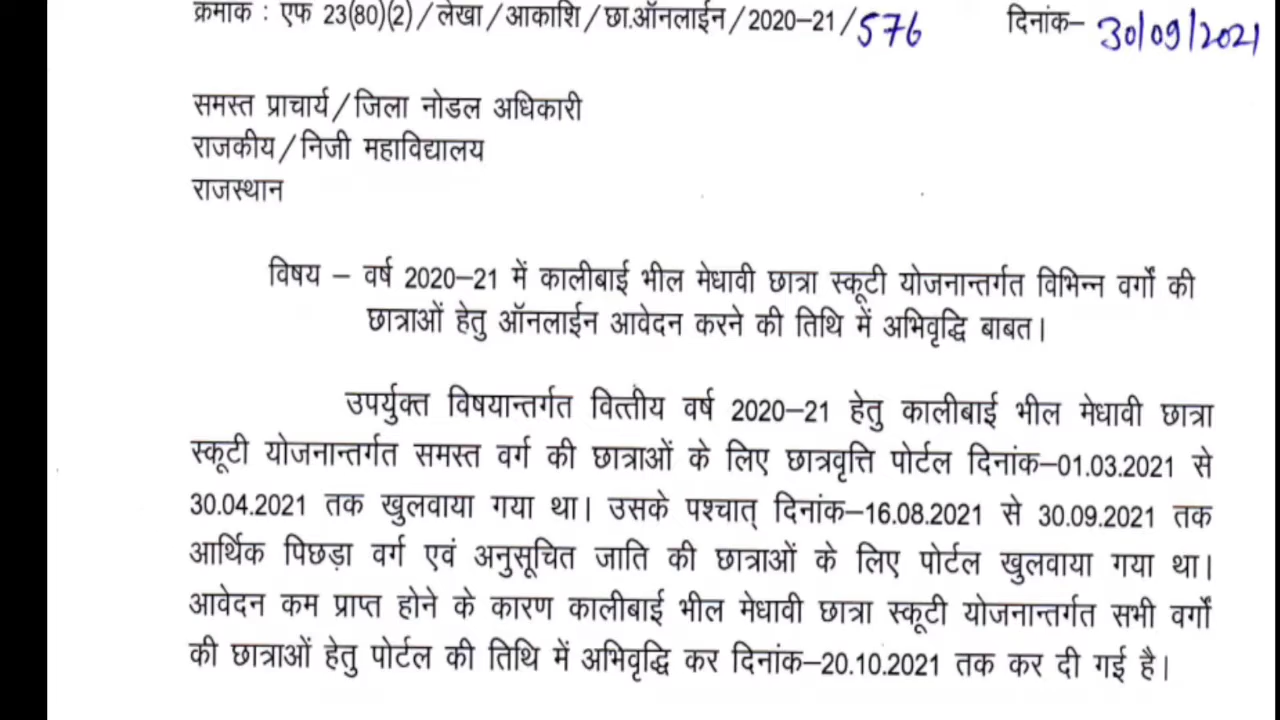 क्रमाक : एफ 23(80)(2)/लेखा/आकाशि/छा.ऑनलाईन/2020–21/576 दिनांक– 30/09/2021
समस्त प्राचार्य/जिला नोडल अधिकारी
राजकीय/निजी महाविद्यालय
राजस्थान
विषय – वर्ष 2020–21 में कालीबाई भील मेधावी छात्रा स्कूटी योजनान्तर्गत विभिन्न वर्गों की
छात्राओं हेतु ऑनलाईन आवेदन करने की तिथि में अभिवृद्धि बाबत।
उपर्युक्त विषयान्तर्गत वित्तीय वर्ष 2020–21 हेतु कालीबाई भील मेधावी छात्रा
स्कूटी योजनान्तर्गत समस्त वर्ग की छात्राओं के लिए छात्रवृत्ति पोर्टल दिनांक–01.03.2021 से
30.04.2021 तक खुलवाया गया था। उसके पश्चात् दिनांक–16.08.2021 से 30.09.2021 तक
आर्थिक पिछड़ा वर्ग एवं अनुसूचित जाति की छात्राओं के लिए पोर्टल खुलवाया गया था।
आवेदन कम प्राप्त होने के कारण कालीबाई भील मेधावी छात्रा स्कूटी योजनान्तर्गत सभी वर्गों
की छात्राओं हेतु पोर्टल की तिथि में अभिवृद्धि कर दिनांक–20.10.2021 तक कर दी गई है।